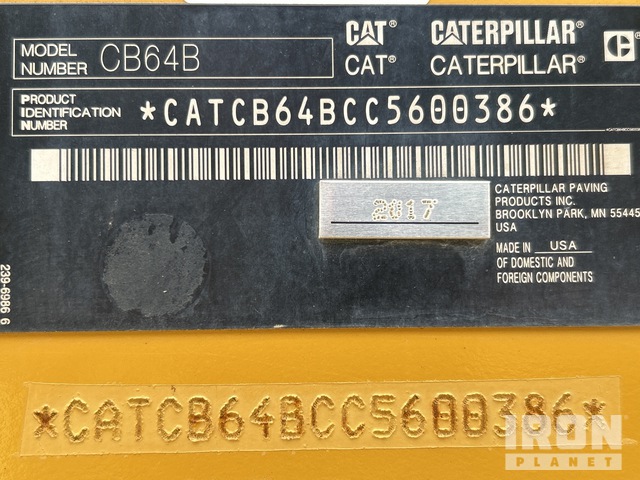 CAT CATERPILLAR
MODEL NUMBER CB64B
CAT® CATERPILLAR®
PRODUCT IDENTIFICATION NUMBER *CATCB64BCC5600386*
2017
CATERPILLAR PAVING
PRODUCTS INC.
BROOKLYN PARK, MN 55445
USA
MADE IN USA
OF DOMESTIC AND
FOREIGN COMPONENTS
239-6986 6
*CATCB64BCC5600386*
IRON
PLANET